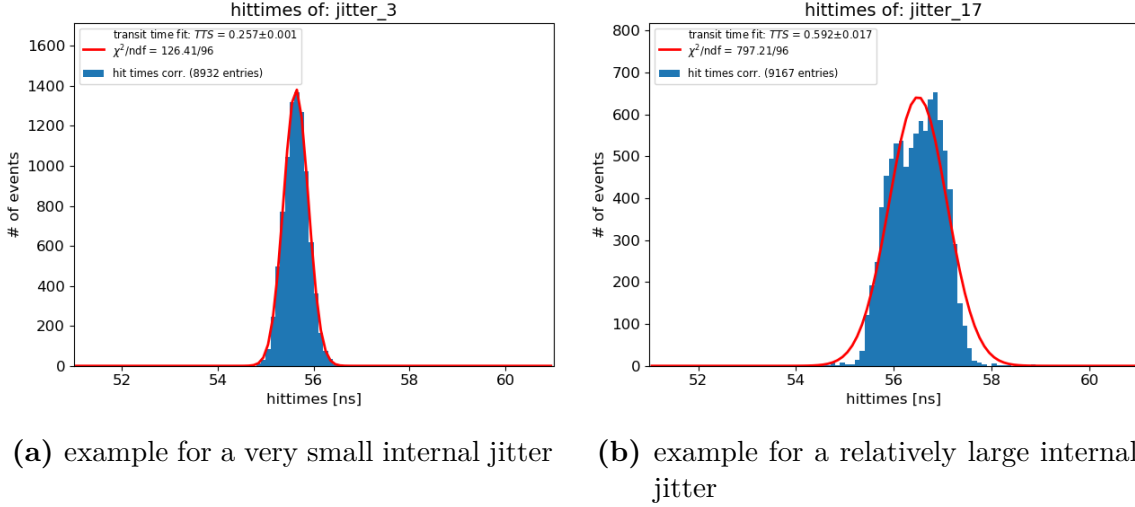 hittimes of: jitter_3
transit time fit: TTS = 0.257±0.001
χ²/ndf = 126.41/96
hit times corr. (8932 entries)
# of events
1600
1400
1200
1000
800
600
400
200
0
52
54
56
58
60
hittimes [ns]
(a) example for a very small internal jitter
hittimes of: jitter_17
transit time fit: TTS = 0.592±0.017
χ²/ndf = 797.21/96
hit times corr. (9167 entries)
# of events
800
700
600
500
400
300
200
100
0
52
54
56
58
60
hittimes [ns]
(b) example for a relatively large internal
jitter